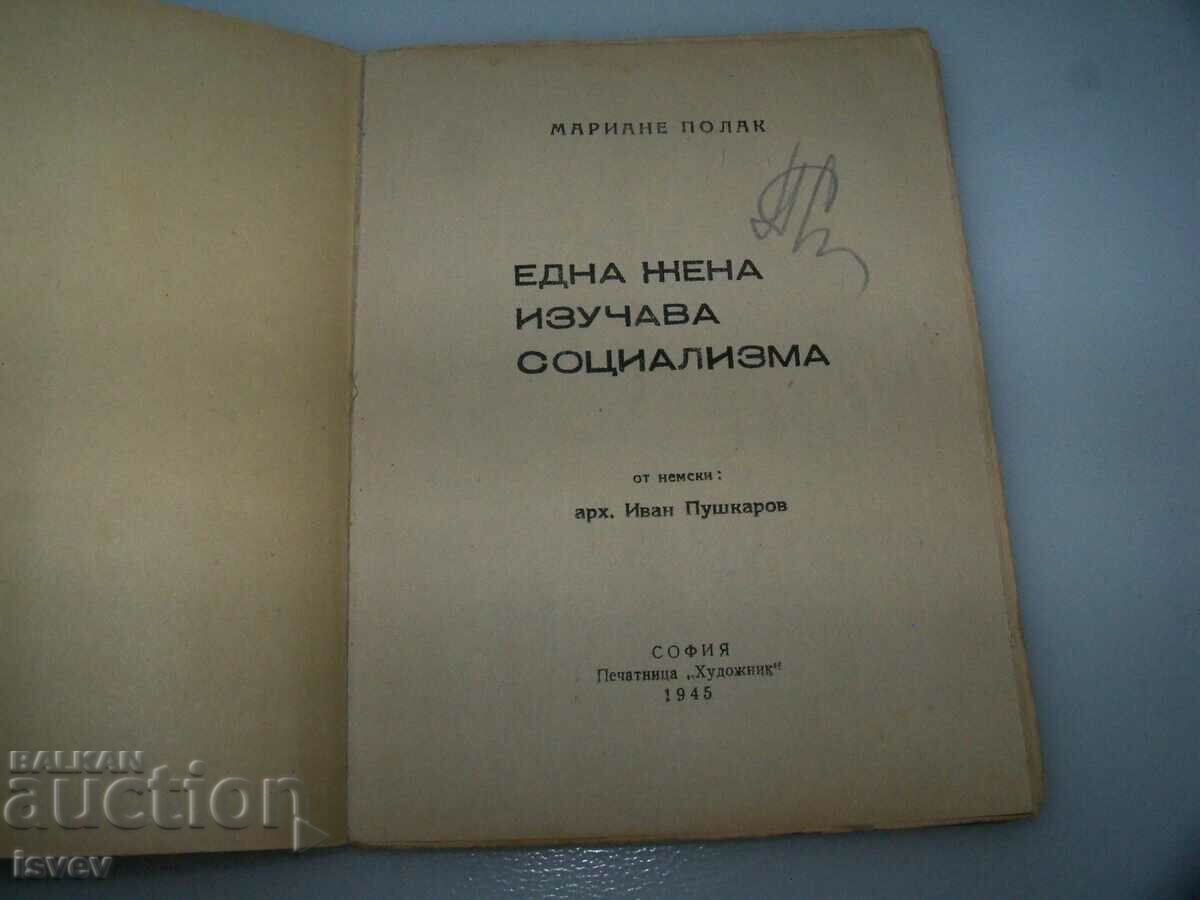 МАРИАНЕ ПОЛАК
ЕДНА ЖЕНА
ИЗУЧАВА
СОЦИАЛИЗМА
от немски:
арх. Иван Пушкаров
СОФИЯ
Печатница „Художник“
1945
BALKAN
auction
isvev